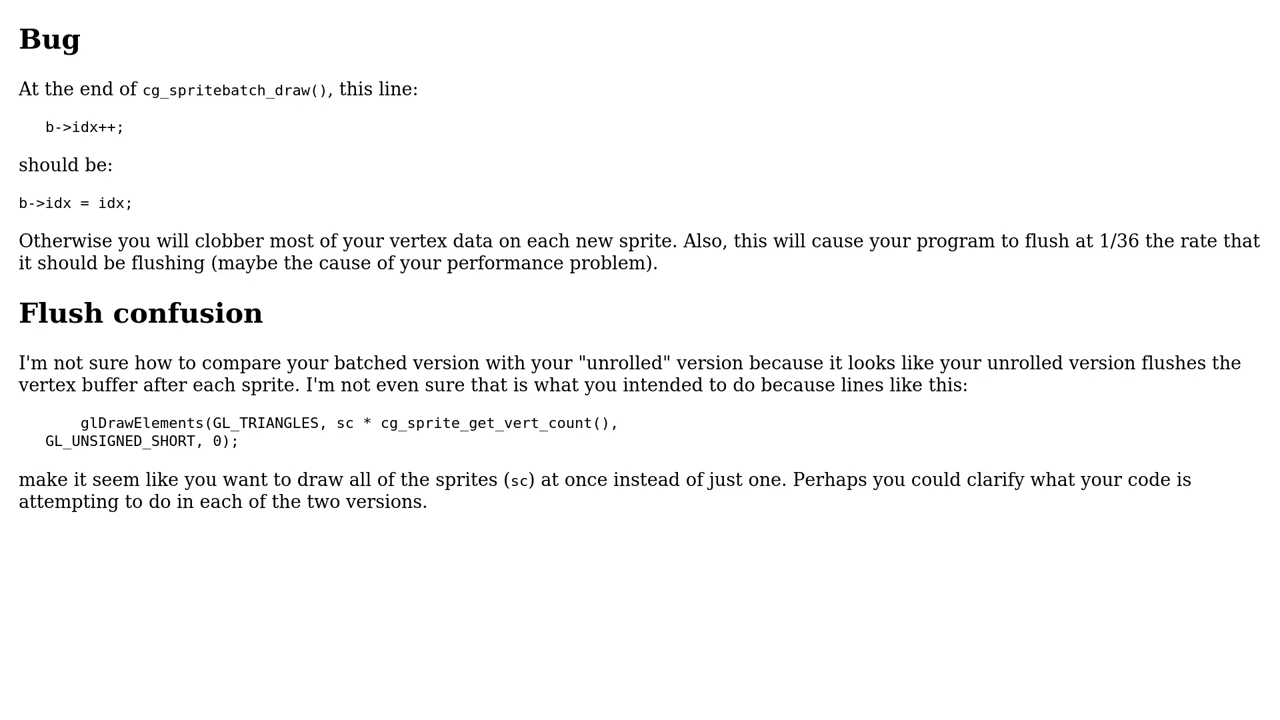 Bug
At the end of cg_spritebatch_draw(), this line:
b->idx++;
should be:
b->idx = idx;
Otherwise you will clobber most of your vertex data on each new sprite. Also, this will cause your program to flush at 1/36 the rate that
it should be flushing (maybe the cause of your performance problem).
Flush confusion
I'm not sure how to compare your batched version with your "unrolled" version because it looks like your unrolled version flushes the
vertex buffer after each sprite. I'm not even sure that is what you intended to do because lines like this:
glDrawElements(GL_TRIANGLES, sc * cg_sprite_get_vert_count(),
GL_UNSIGNED_SHORT, 0);
make it seem like you want to draw all of the sprites (sc) at once instead of just one. Perhaps you could clarify what your code is
attempting to do in each of the two versions.